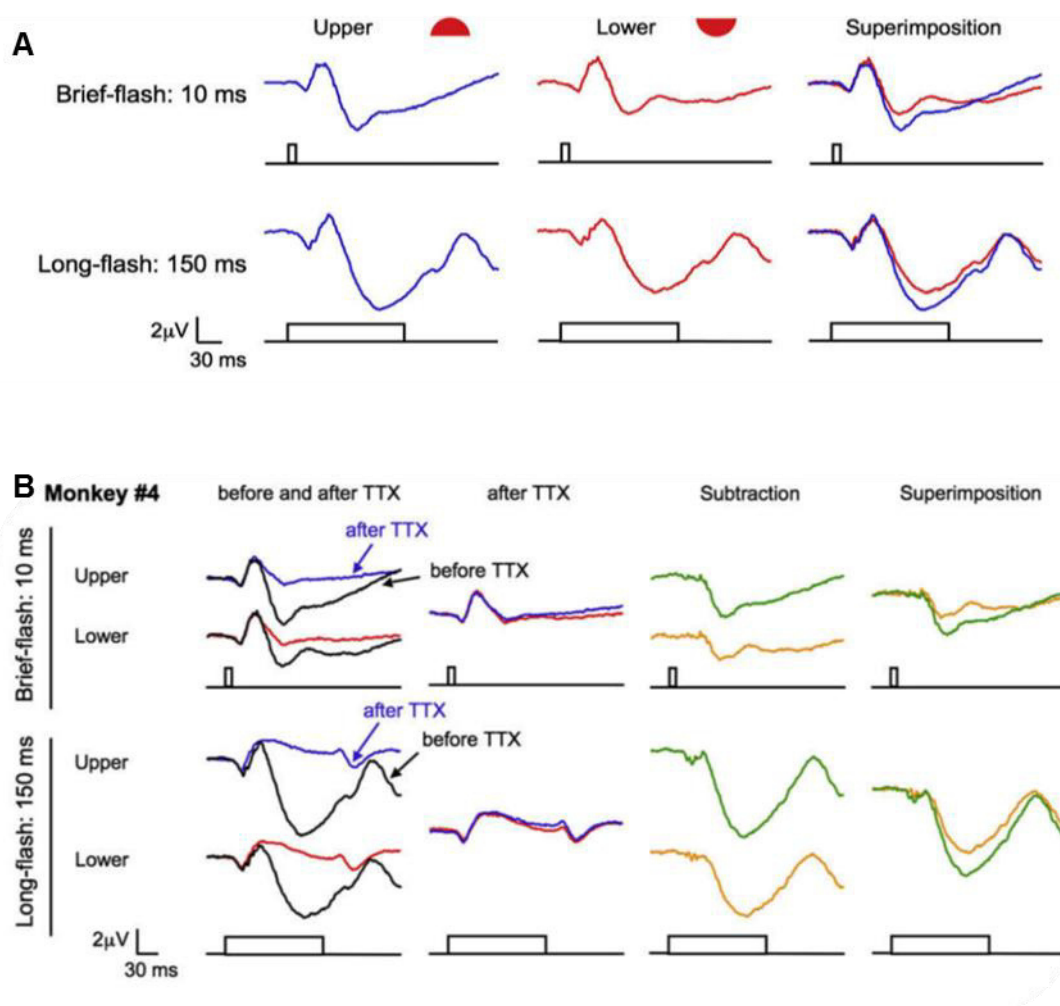 A
Upper
Lower
Superimposition
Brief-flash: 10 ms
Long-flash: 150 ms
2μV
30 ms
B Monkey #4
before and after TTX
after TTX
Subtraction
Superimposition
Brief-flash: 10 ms
after TTX
Upper
before TTX
Lower
Long-flash: 150 ms
after TTX
before TTX
Upper
Lower
2μV
30 ms